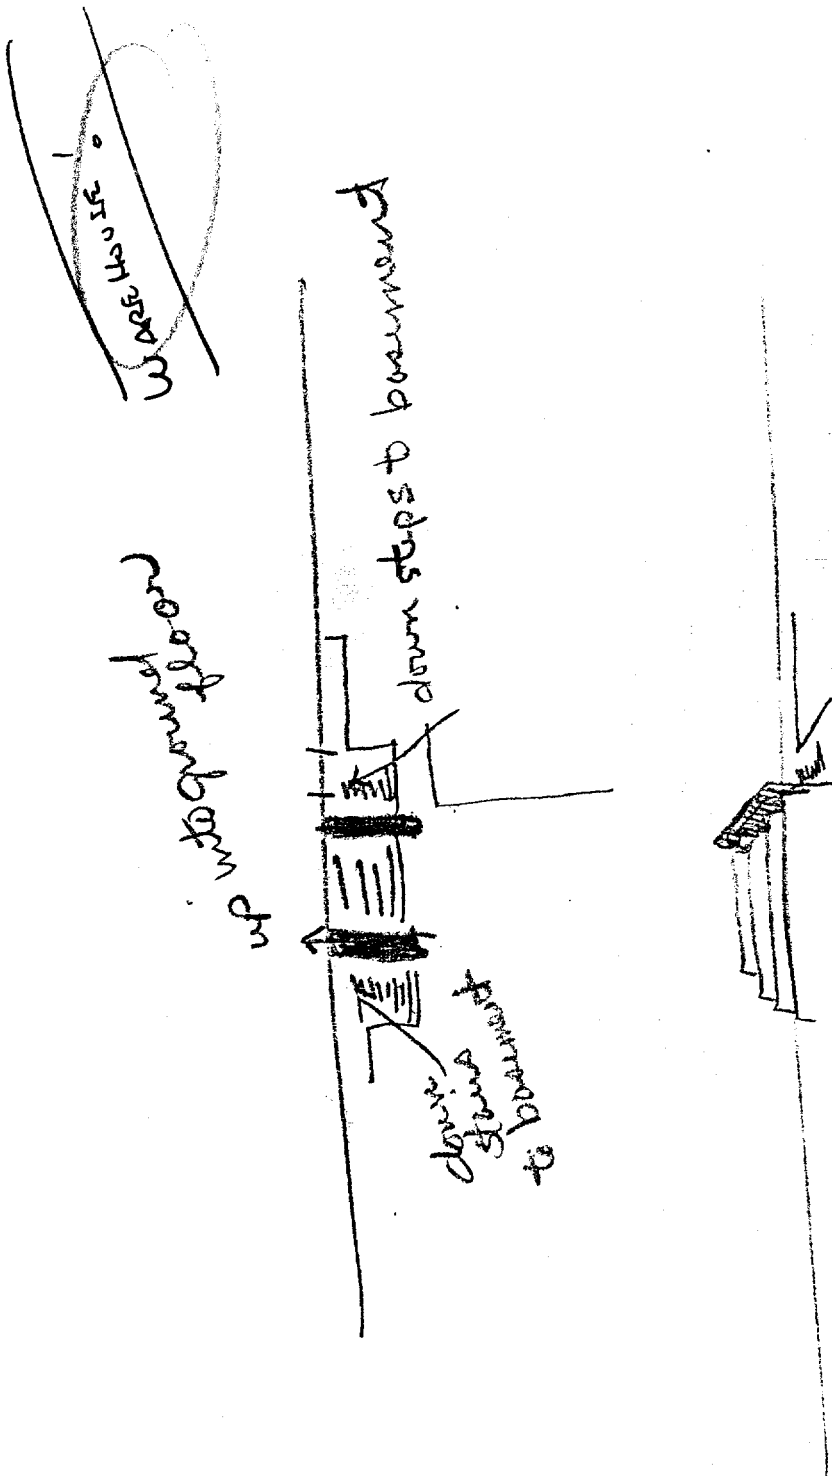 WAREHOUSE.
up into ground
floor
down steps to basement
down
stairs
to basement